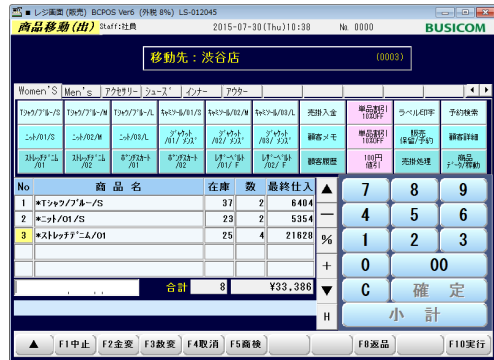 ■ レジ画面 (販売) BCPOS Ver6 (外税 8%) LS-012045
商品移動(出) Staff:社員 2015-07-30(Thu)10:38 No. 0000 BUSICOM
移動先：渋谷店 (0003)
Women'S Men's アクセサリー シューズ インナー アウター
Tシャツ/ブルー/S Tシャツ/ブルー/M Tシャツ/ブルー/L キャミソール/01/S キャミソール/02/M キャミソール/03/L 売掛入金 単品割引 10%OFF ラベル印字 予約検索
ニット/01/S ニット/02/M ニット/03/L ジャケット/01/ メンズ ジャケット/02/ メンズ ジャケット/03/ メンズ 顧客メモ 単品割引 10%OFF 販売 保留/予約 顧客詳細
ストレッチデニム/01 ストレッチデニム/02 ボンテスカート/01 ボンテスカート/02 レザーベルト/01/ F レザーベルト/02/ F 顧客履歴 100円 値引 売掛処理 商品 データ/移動
No 商 品 名 在庫 数 最終仕入
1 *Tシャツ/ブルー/S 37 2 6404
2 *ニット/01/S 23 2 5354
3 *ストレッチデニム/01 25 4 21628
合計 8 ¥33,386
▲ 7 8 9
― 4 5 6
% 1 2 3
+ 0 00
▼ C 確 定
H 小 計
▲ F1中止 F2金変 F3数変 F4取消 F5商検 F8返品 F10実行